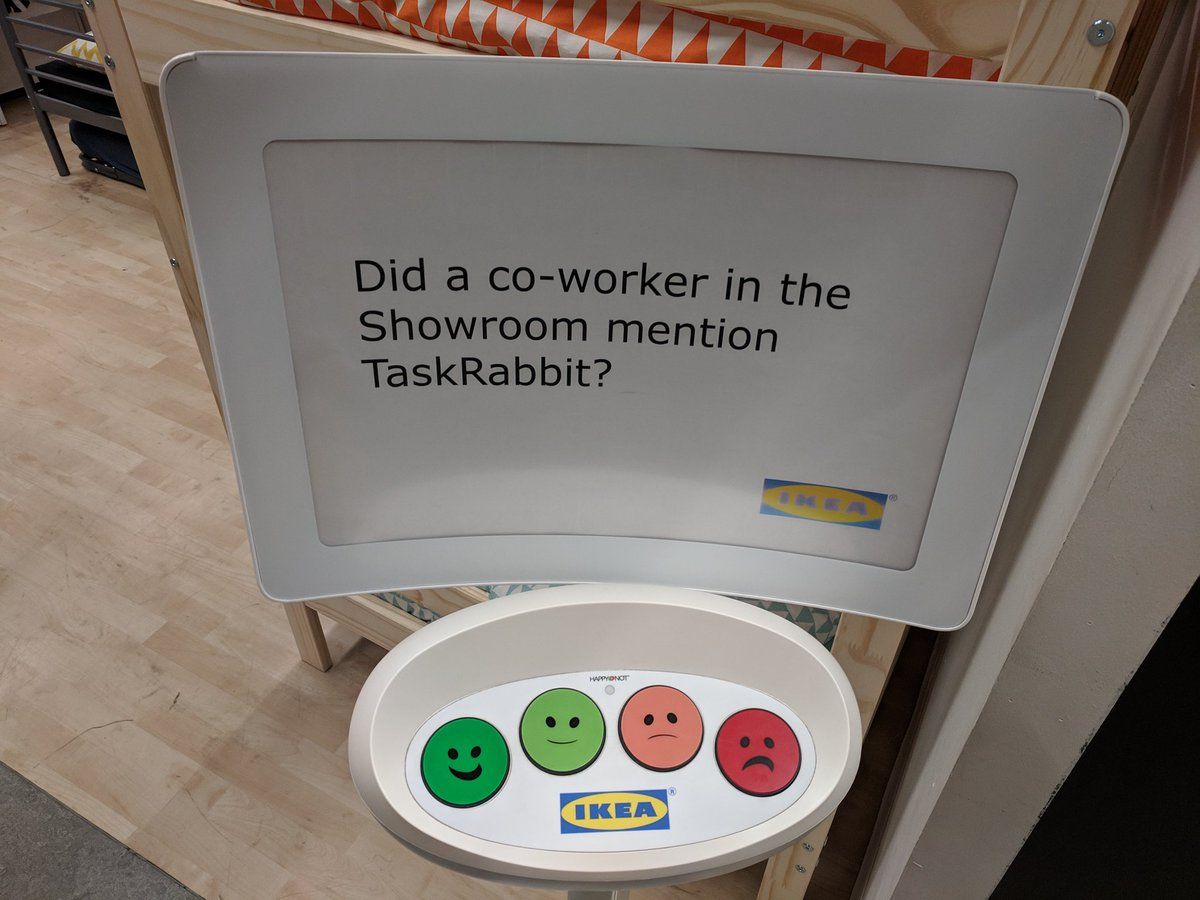 Did a co-worker in the
Showroom mention
TaskRabbit?
IKEA®
HAPPYORNOT
IKEA®